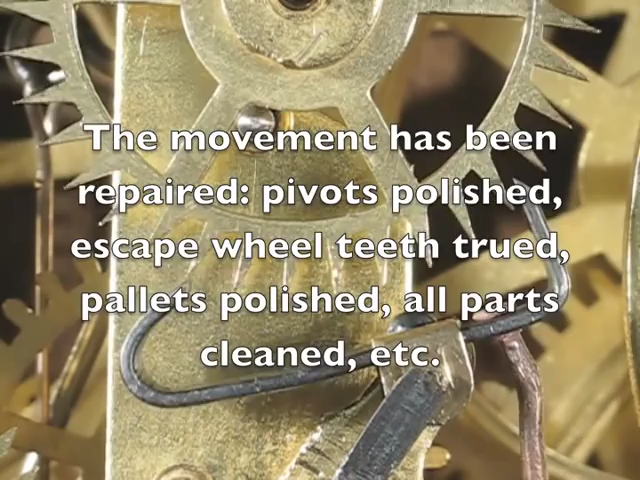 The movement has been
repaired: pivots polished,
escape wheel teeth trued,
pallets polished, all parts
cleaned, etc.